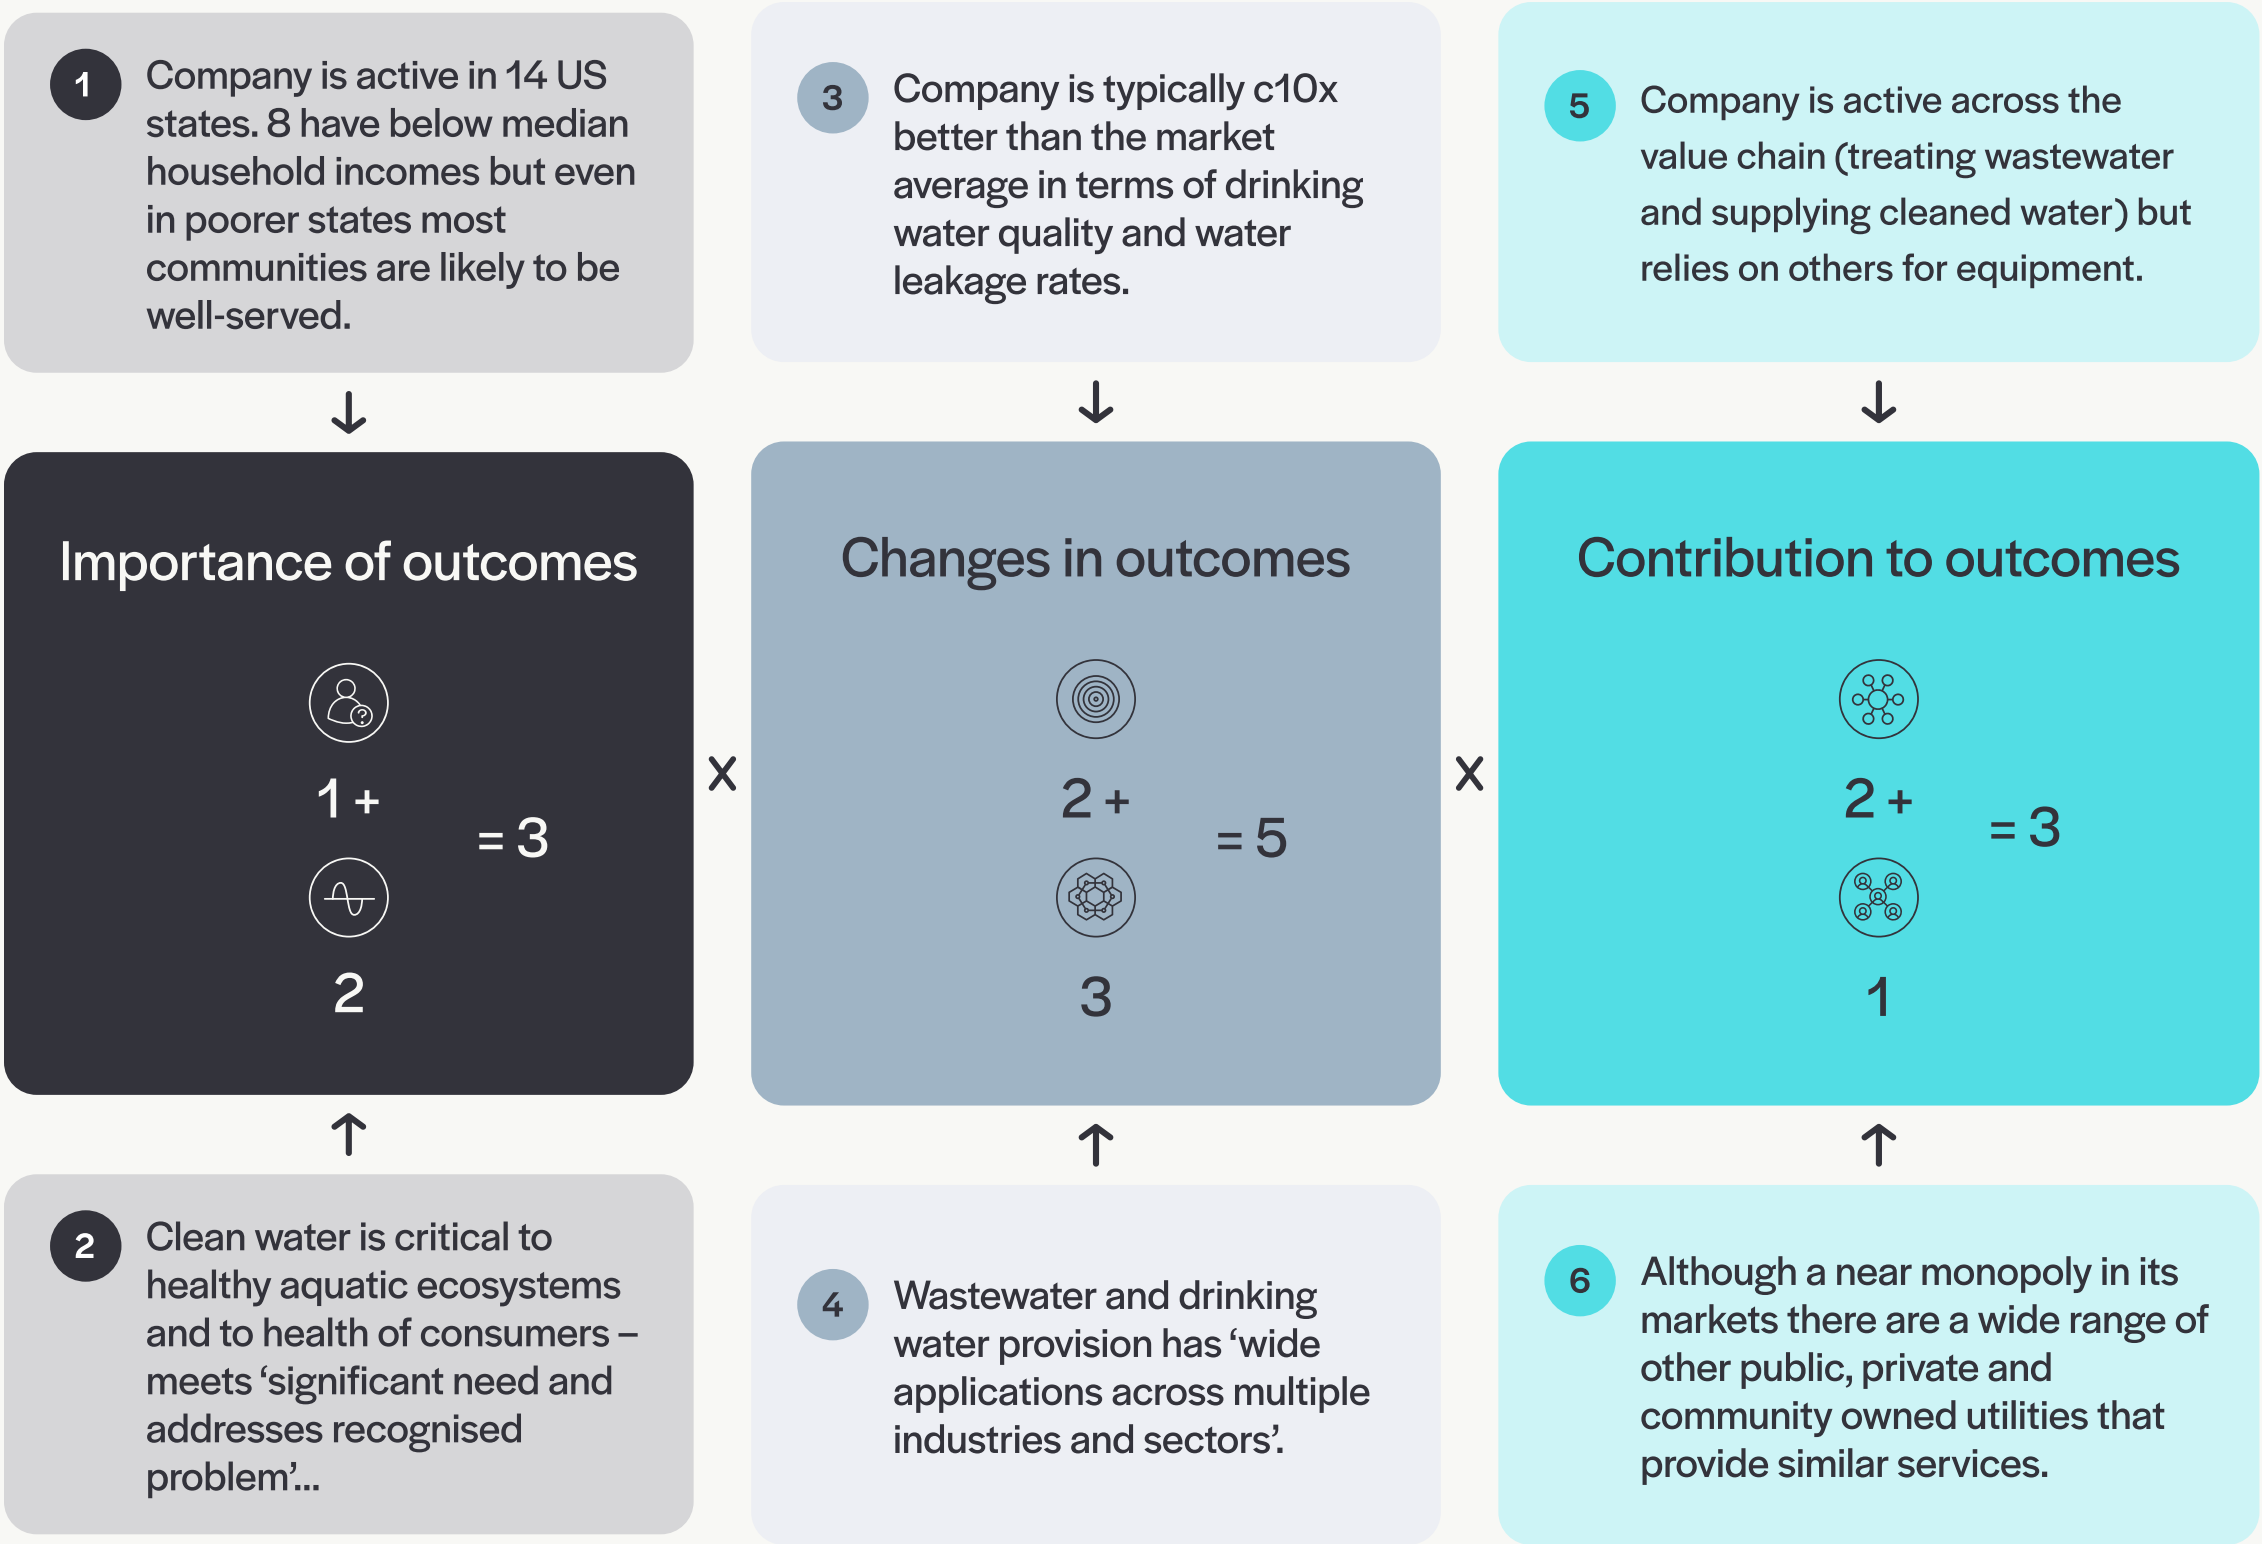 1
Company is active in 14 US
states. 8 have below median
household incomes but even
in poorer states most
communities are likely to be
well-served.
3
Company is typically c10x
better than the market
average in terms of drinking
water quality and water
leakage rates.
5
Company is active across the
value chain (treating wastewater
and supplying cleaned water) but
relies on others for equipment.
Importance of outcomes
?
1 +
= 3
2
x
Changes in outcomes
2 +
= 5
3
x
Contribution to outcomes
2 +
= 3
1
2
Clean water is critical to
healthy aquatic ecosystems
and to health of consumers –
meets ‘significant need and
addresses recognised
problem’...
4
Wastewater and drinking
water provision has ‘wide
applications across multiple
industries and sectors’.
6
Although a near monopoly in its
markets there are a wide range of
other public, private and
community owned utilities that
provide similar services.